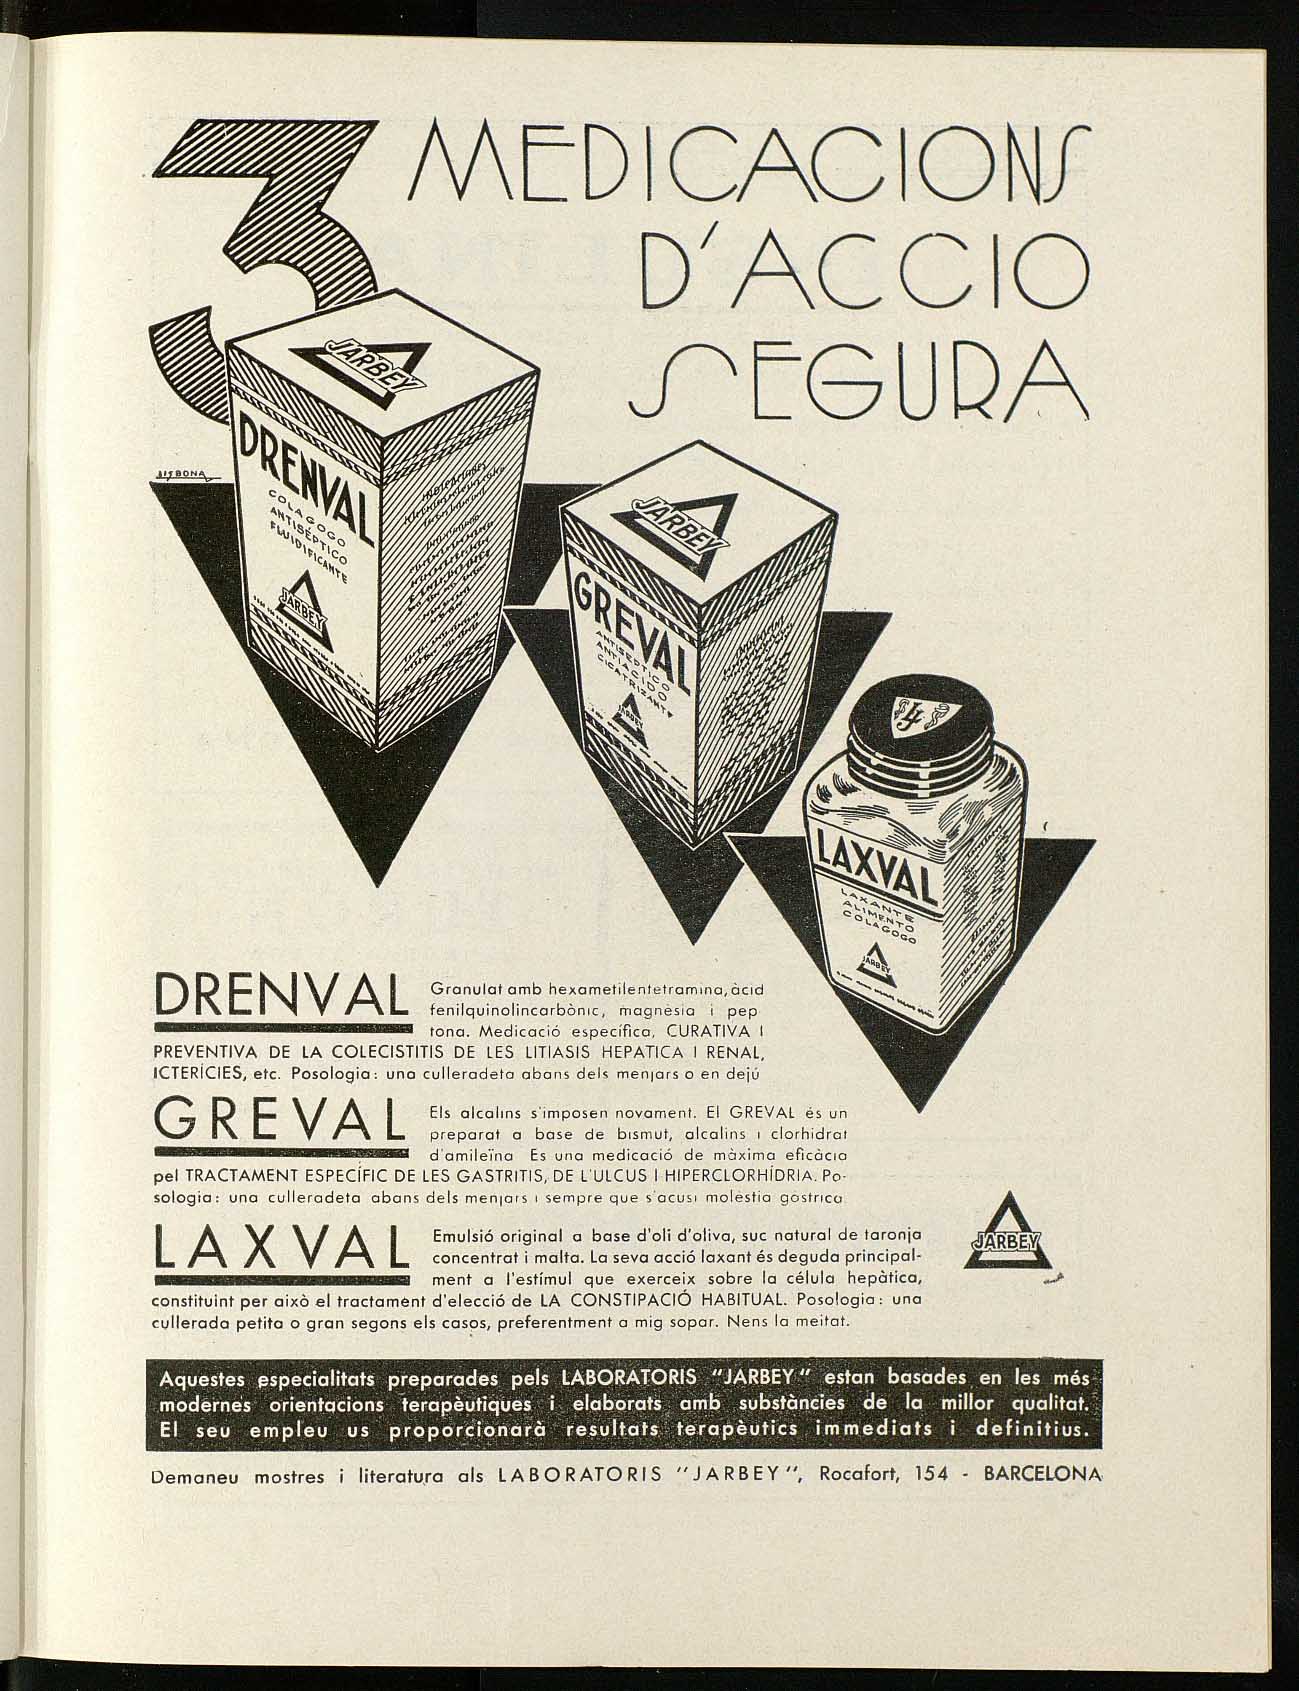 3 MEDICACIONS
D'ACCIO
SEGURA
JARBEY
DRENVAL
COLAGOGO
ANTISÉPTICO
FLUIDIFICANTE
JARBEY
LISBONA
JARBEY
GREVAL
ANTISEPTICO
ANTIACIDO
CICATRIZANTE
JARBEY
LJ
LAXVAL
LAXANTE
ALIMENTO
COLAGOGO
JARBEY
DRENVAL Granulat amb hexametilentetramina, àcid
fenilquinolincarbònic, magnèsia i pep
tona. Medicació específica, CURATIVA I
PREVENTIVA DE LA COLECISTITIS DE LES LITIASIS HEPATICA I RENAL,
ICTERÍCIES, etc. Posologia: una culleradeta abans dels menjars o en dejú
GREVAL Els alcalins s'imposen novament. El GREVAL és un
preparat a base de bismut, alcalins i clorhidrat
d'amileïna Es una medicació de màxima eficàcia
pel TRACTAMENT ESPECÍFIC DE LES GASTRITIS, DE L'ULCUS I HIPERCLORHÍDRIA. Po-
sologia: una culleradeta abans dels menjars i sempre que s'acusi molèstia gàstrica
LAXVAL Emulsió original a base d'oli d'oliva, suc natural de taronja
concentrat i malta. La seva acció laxant és deguda principal-
ment a l'estímul que exerceix sobre la célula hepàtica,
constituint per això el tractament d'elecció de LA CONSTIPACIÓ HABITUAL. Posologia: una
cullerada petita o gran segons els casos, preferentment a mig sopar. Nens la meitat.
JARBEY
Aquestes especialitats preparades pels LABORATORIS "JARBEY" estan basades en les més
modernes orientacions terapèutiques i elaborats amb substàncies de la millor qualitat.
El seu empleu us proporcionarà resultats terapèutics immediats i definitius.
Demaneu mostres i literatura als LABORATORIS "JARBEY", Rocafort, 154 - BARCELONA